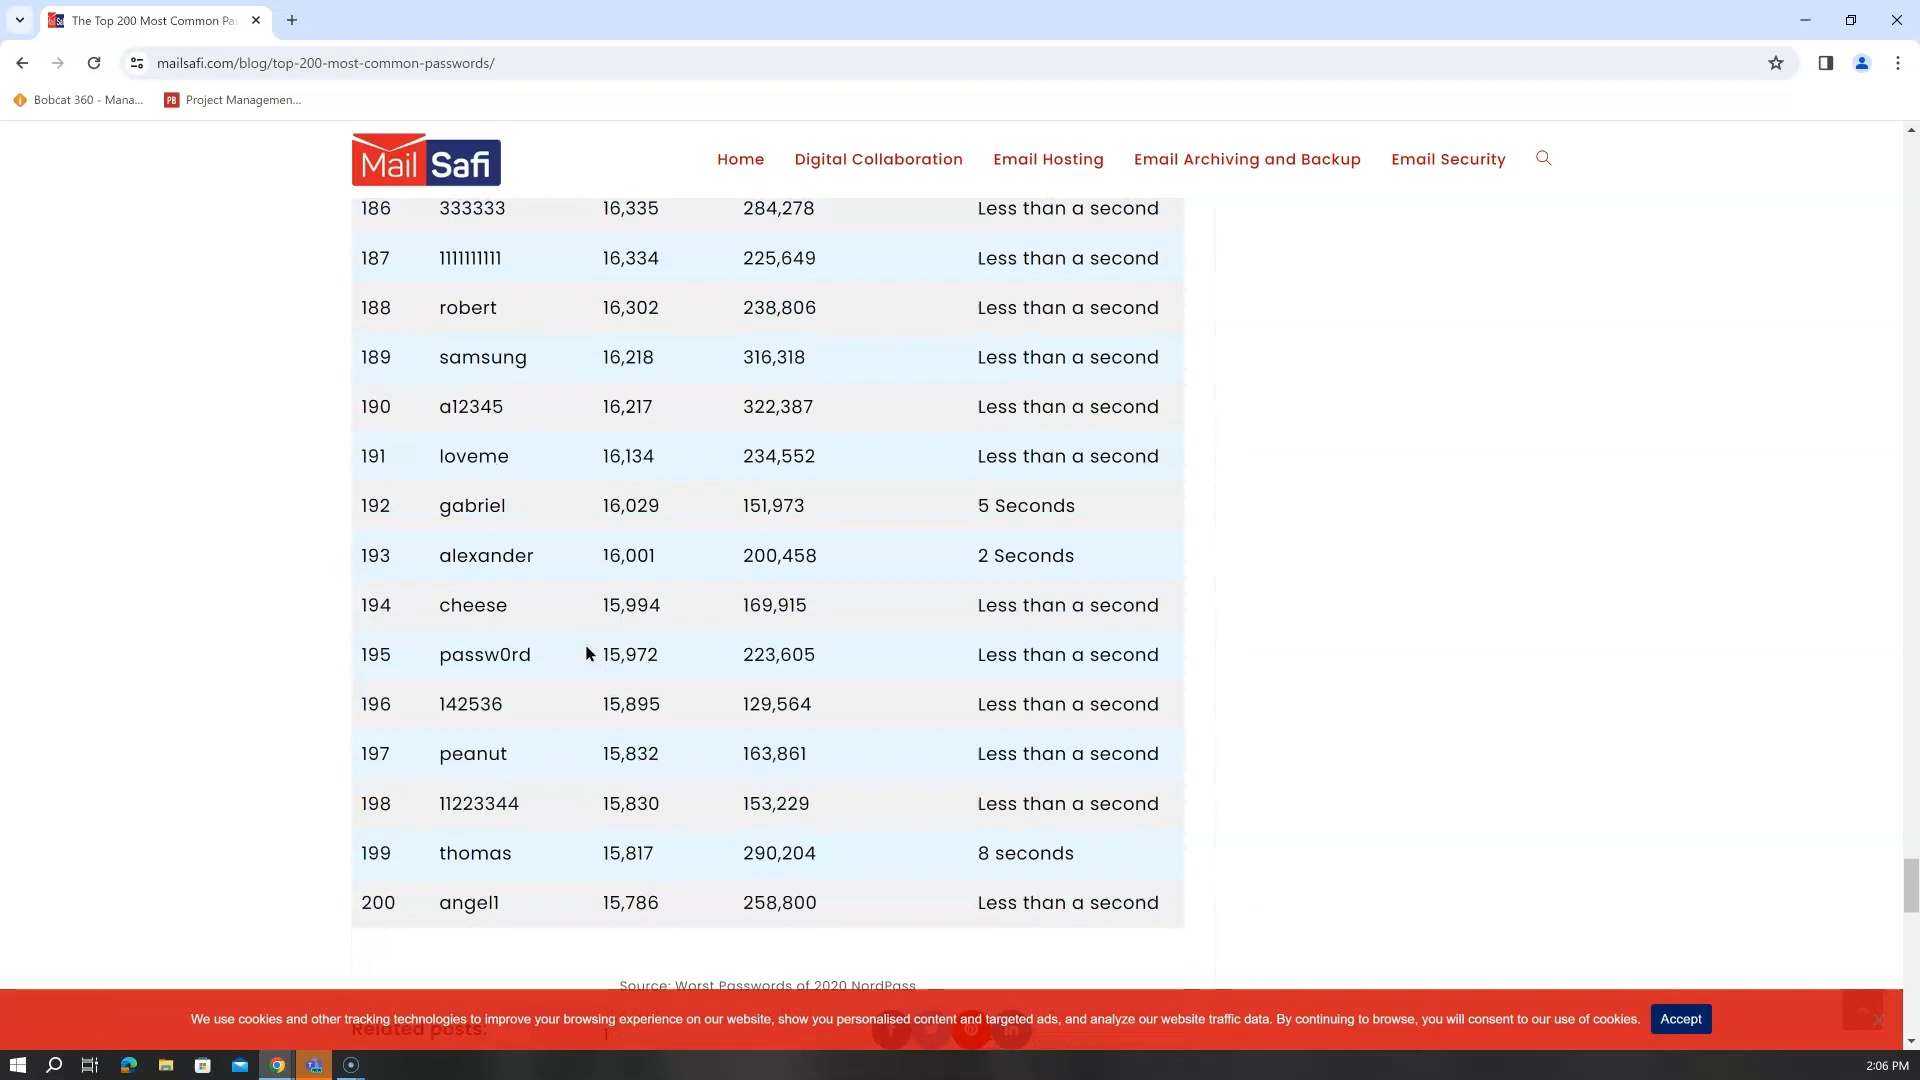 The Top 200 Most Common Pa
mailsafi.com/blog/top-200-most-common-passwords/
Bobcat 360 - Mana... Project Managemen...
Mail Safi Home Digital Collaboration Email Hosting Email Archiving and Backup Email Security
186 333333 16,335 284,278 Less than a second
187 1111111111 16,334 225,649 Less than a second
188 robert 16,302 238,806 Less than a second
189 samsung 16,218 316,318 Less than a second
190 a12345 16,217 322,387 Less than a second
191 loveme 16,134 234,552 Less than a second
192 gabriel 16,029 151,973 5 Seconds
193 alexander 16,001 200,458 2 Seconds
194 cheese 15,994 169,915 Less than a second
195 passw0rd 15,972 223,605 Less than a second
196 142536 15,895 129,564 Less than a second
197 peanut 15,832 163,861 Less than a second
198 11223344 15,830 153,229 Less than a second
199 thomas 15,817 290,204 8 seconds
200 angel1 15,786 258,800 Less than a second
Source: Worst Passwords of 2020 NordPass
We use cookies and other tracking technologies to improve your browsing experience on our website, show you personalised content and targeted ads, and analyze our website traffic data. By continuing to browse, you will consent to our use of cookies. Accept
Related posts:
2:06 PM